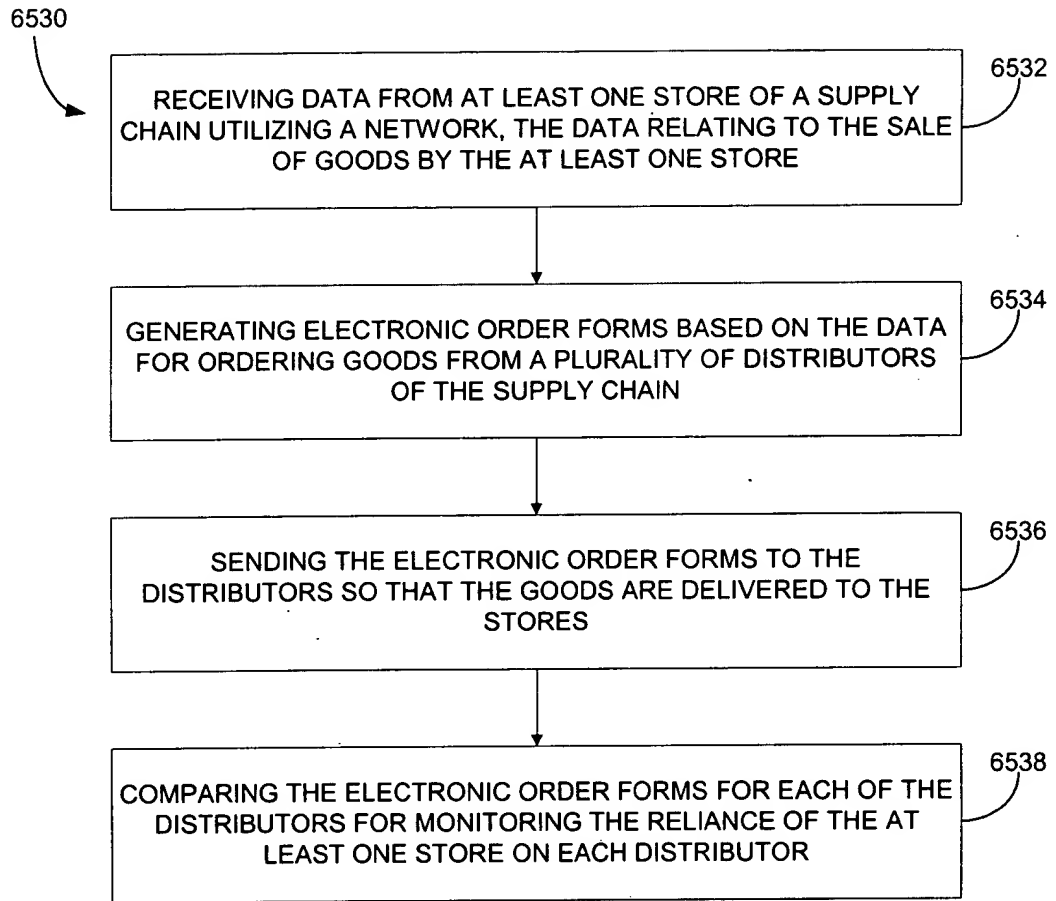 6530
6532
RECEIVING DATA FROM AT LEAST ONE STORE OF A SUPPLY
CHAIN UTILIZING A NETWORK, THE DATA RELATING TO THE SALE
OF GOODS BY THE AT LEAST ONE STORE
6534
GENERATING ELECTRONIC ORDER FORMS BASED ON THE DATA
FOR ORDERING GOODS FROM A PLURALITY OF DISTRIBUTORS
OF THE SUPPLY CHAIN
6536
SENDING THE ELECTRONIC ORDER FORMS TO THE
DISTRIBUTORS SO THAT THE GOODS ARE DELIVERED TO THE
STORES
6538
COMPARING THE ELECTRONIC ORDER FORMS FOR EACH OF THE
DISTRIBUTORS FOR MONITORING THE RELIANCE OF THE AT
LEAST ONE STORE ON EACH DISTRIBUTOR